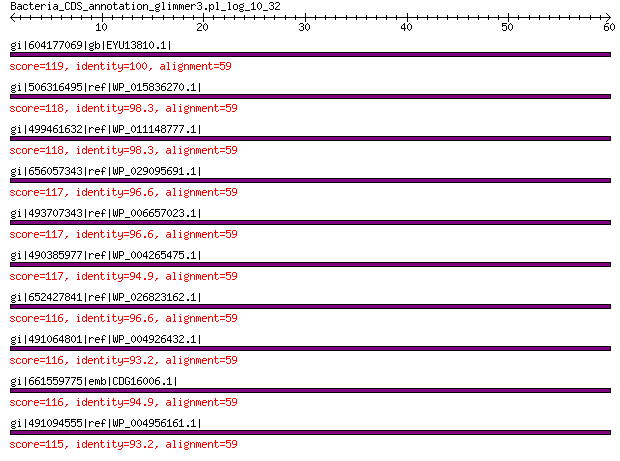 Bacteria_CDS_annotation_glimmer3.pl_log_10_32
10 20 30 40 50 60
gi|604177069|gb|EYU13810.1|
score=119, identity=100, alignment=59
gi|506316495|ref|WP_015836270.1|
score=118, identity=98.3, alignment=59
gi|499461632|ref|WP_011148777.1|
score=118, identity=98.3, alignment=59
gi|656057343|ref|WP_029095691.1|
score=117, identity=96.6, alignment=59
gi|493707343|ref|WP_006657023.1|
score=117, identity=96.6, alignment=59
gi|490385977|ref|WP_004265475.1|
score=117, identity=94.9, alignment=59
gi|652427841|ref|WP_026823162.1|
score=116, identity=96.6, alignment=59
gi|491064801|ref|WP_004926432.1|
score=116, identity=93.2, alignment=59
gi|661559775|emb|CDG16006.1|
score=116, identity=94.9, alignment=59
gi|491094555|ref|WP_004956161.1|
score=115, identity=93.2, alignment=59